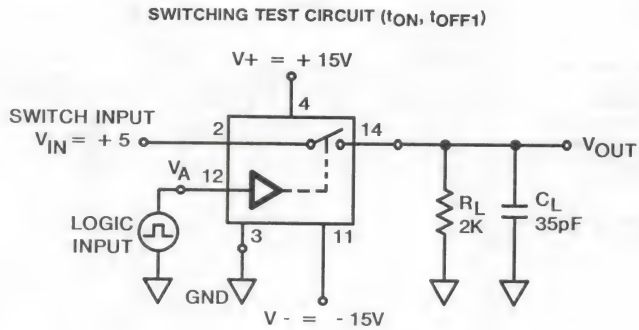 SWITCHING TEST CIRCUIT (tON, tOFF1)
V+ = + 15V
4
SWITCH INPUT
VIN = + 5
2
14
VOUT
VA
12
LOGIC
INPUT
RL
2K
CL
35pF
3
11
GND
V - = - 15V